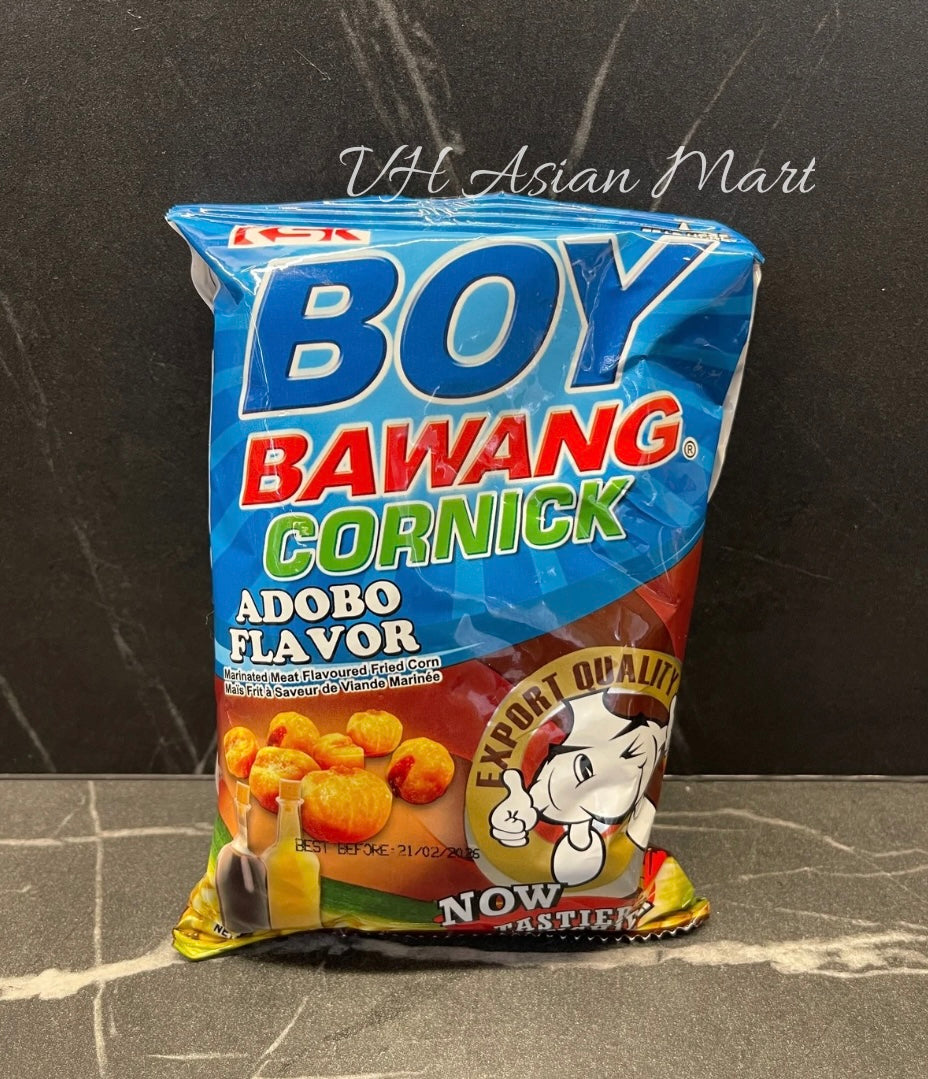 VH Asian Mart
KSK
BOY
BAWANG®
CORNICK
ADOBO
FLAVOR
Marinated Meat Flavoured Fried Corn
Maïs Frit à Saveur de Viande Marinée
EXPORT QUALITY
BEST BEFORE: 21/02/2026
NOW
TASTIER